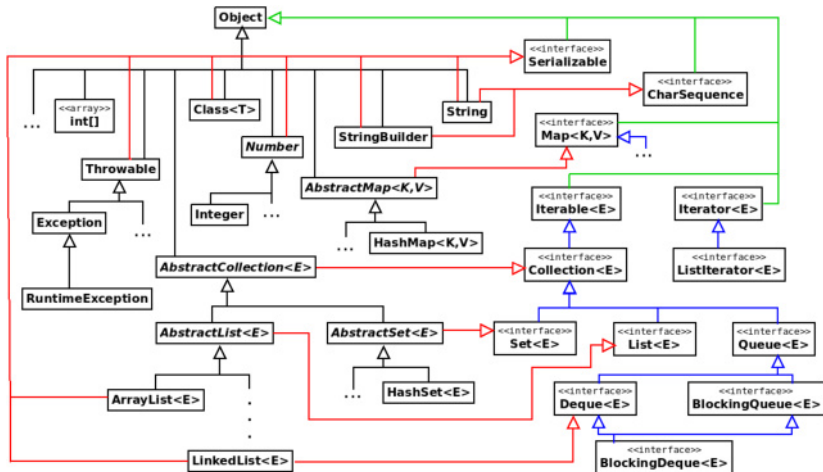 Object
<<interface>>
Serializable
<<interface>>
CharSequence
...
<<array>>
int[]
Class<T>
String
StringBuilder
Number
<<interface>>
Map<K,V>
...
Throwable
AbstractMap<K,V>
Exception
...
Integer
...
...
HashMap<K,V>
<<interface>>
Iterable<E>
<<interface>>
Iterator<E>
AbstractCollection<E>
<<interface>>
Collection<E>
<<interface>>
ListIterator<E>
RuntimeException
AbstractList<E>
AbstractSet<E>
<<interface>>
Set<E>
<<interface>>
List<E>
<<interface>>
Queue<E>
ArrayList<E>
...
HashSet<E>
<<interface>>
Deque<E>
<<interface>>
BlockingQueue<E>
LinkedList<E>
<<interface>>
BlockingDeque<E>